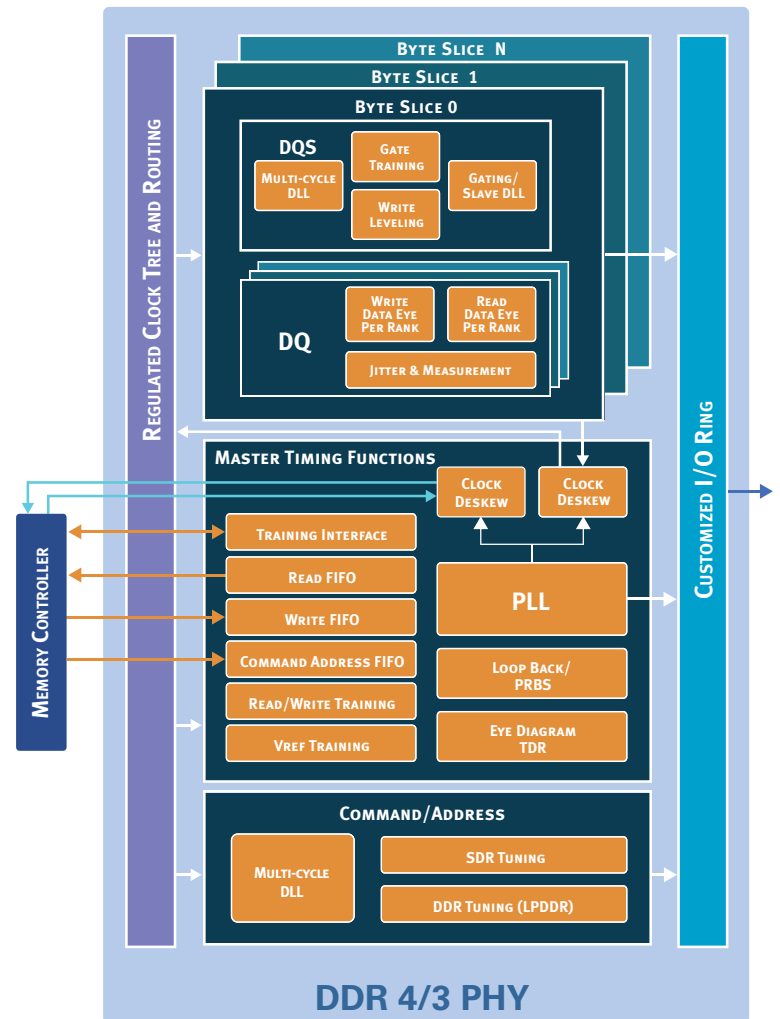 BYTE SLICE N
BYTE SLICE 1
BYTE SLICE 0
DQS
GATE
TRAINING
MULTI-CYCLE
DLL
GATING/
SLAVE DLL
WRITE
LEVELING
DQ
WRITE
DATA EYE
PER RANK
READ
DATA EYE
PER RANK
JITTER & MEASUREMENT
REGULATED CLOCK TREE AND ROUTING
CUSTOMIZED I/O RING
MEMORY CONTROLLER
MASTER TIMING FUNCTIONS
CLOCK
DESKEW
CLOCK
DESKEW
TRAINING INTERFACE
READ FIFO
WRITE FIFO
COMMAND ADDRESS FIFO
READ/WRITE TRAINING
VREF TRAINING
PLL
LOOP BACK/
PRBS
EYE DIAGRAM
TDR
COMMAND/ADDRESS
MULTI-CYCLE
DLL
SDR TUNING
DDR TUNING (LPDDR)
DDR 4/3 PHY